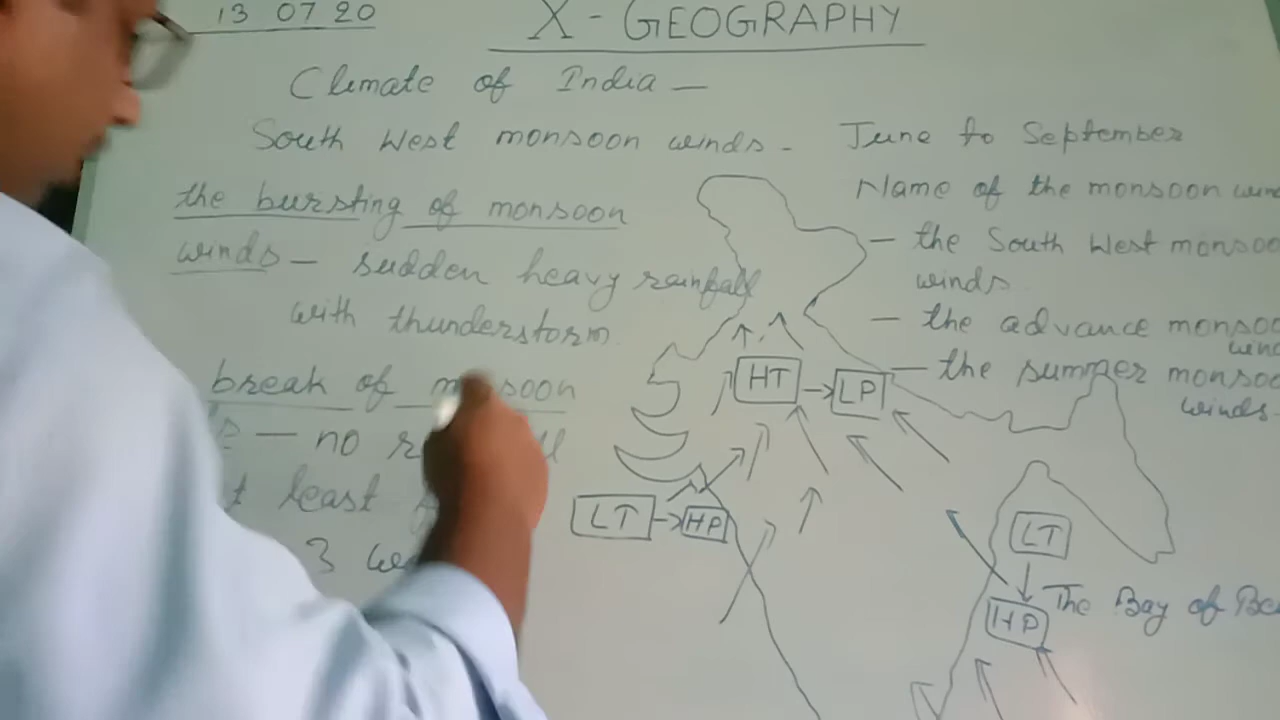 13 07 20
X - GEOGRAPHY
Climate of India —
South West monsoon winds - June to September
the bursting of monsoon
winds — sudden heavy rainfall
with thunderstorm.
break of
— no
least
3
Name of the monsoon
— the South West
winds
— the advance
— the summer
winds.
HT → LP
LT → HP
LT
HP
The Bay of